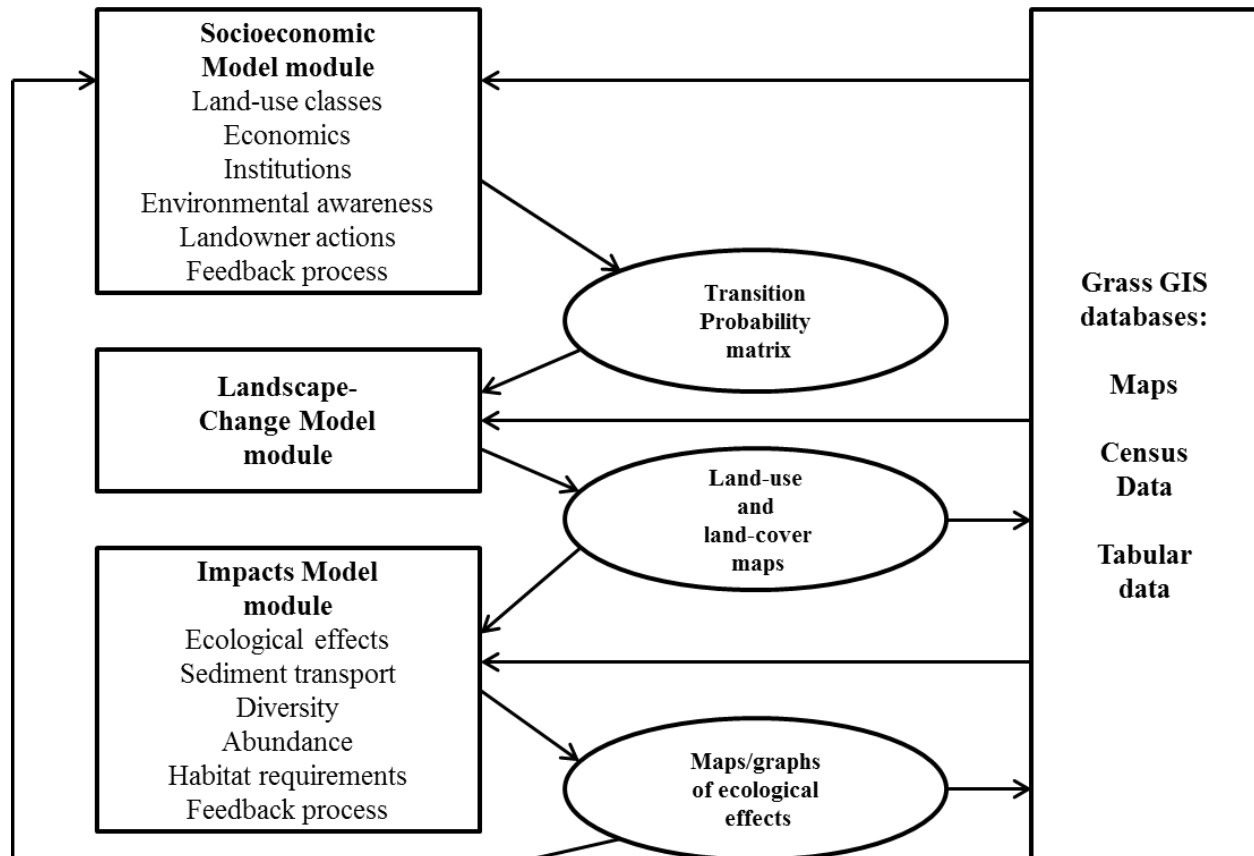 Socioeconomic
Model module
Land-use classes
Economics
Institutions
Environmental awareness
Landowner actions
Feedback process
Transition
Probability
matrix
Landscape-
Change Model
module
Land-use
and
land-cover
maps
Impacts Model
module
Ecological effects
Sediment transport
Diversity
Abundance
Habitat requirements
Feedback process
Maps/graphs
of ecological
effects
Grass GIS
databases:
Maps
Census
Data
Tabular
data